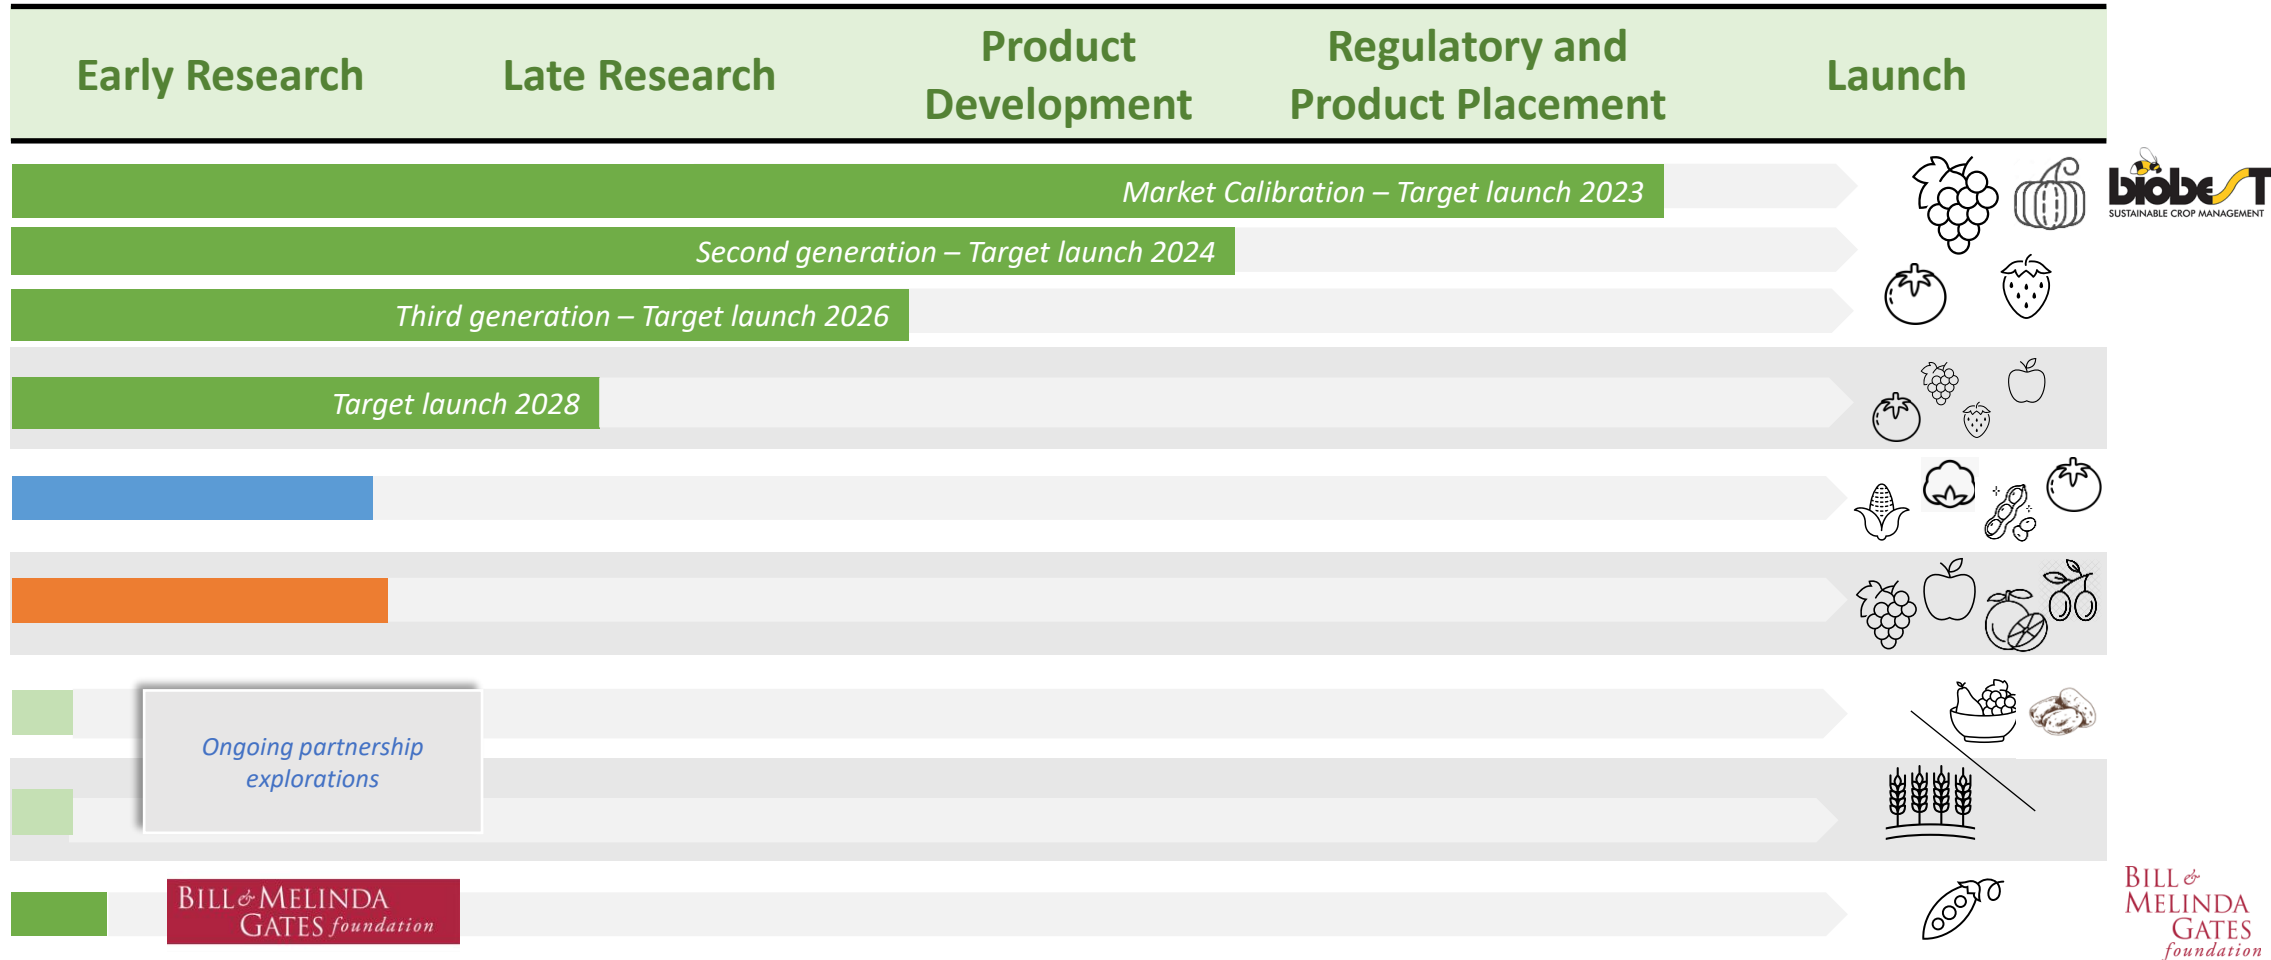 Early Research
Late Research
Product
Development
Regulatory and
Product Placement
Launch
Market Calibration – Target launch 2023
biobeST
SUSTAINABLE CROP MANAGEMENT
Second generation – Target launch 2024
Third generation – Target launch 2026
Target launch 2028
Ongoing partnership
explorations
BILL & MELINDA
GATES foundation
BILL &
MELINDA
GATES
foundation